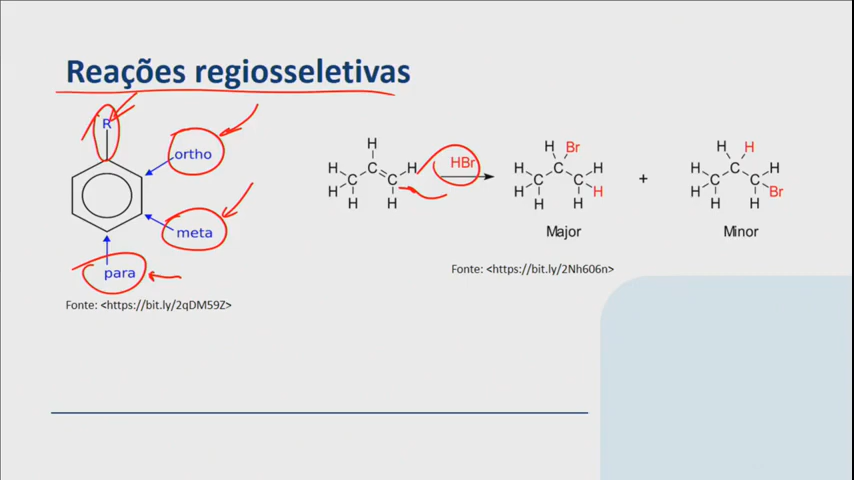 Reações regiosseletivas
R
ortho
meta
para
Fonte: <https://bit.ly/2qDM59Z>
H
H H
C C C
H H H
HBr
H Br
H H
C C C
H H
H H
Major
+
H H
H H
C C C
H Br
H H
Minor
Fonte: <https://bit.ly/2Nh606n>